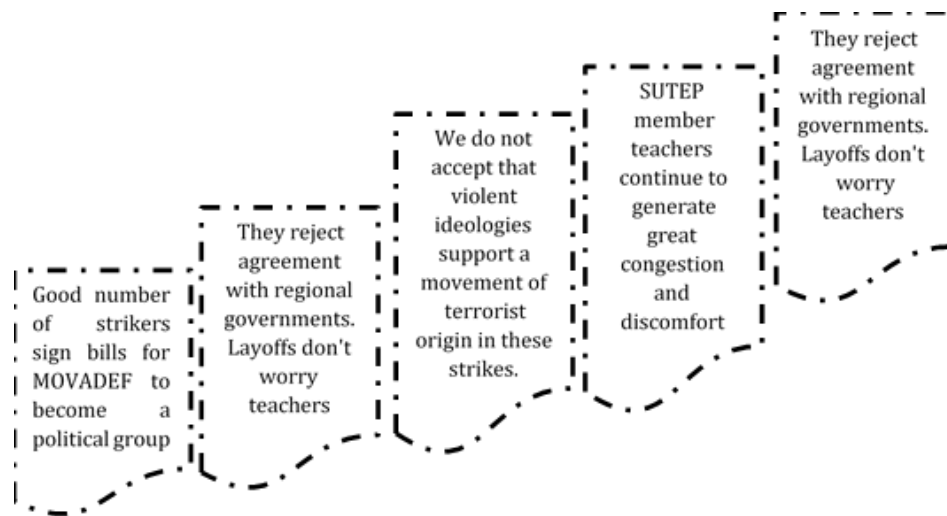 Good number
of strikers
sign bills for
MOVADEF to
become a
political group
They reject
agreement
with regional
governments.
Layoffs don't
worry
teachers
We do not
accept that
violent
ideologies
support a
movement of
terrorist
origin in these
strikes.
SUTEP
member
teachers
continue to
generate
great
congestion
and
discomfort
They reject
agreement
with regional
governments.
Layoffs don't
worry
teachers